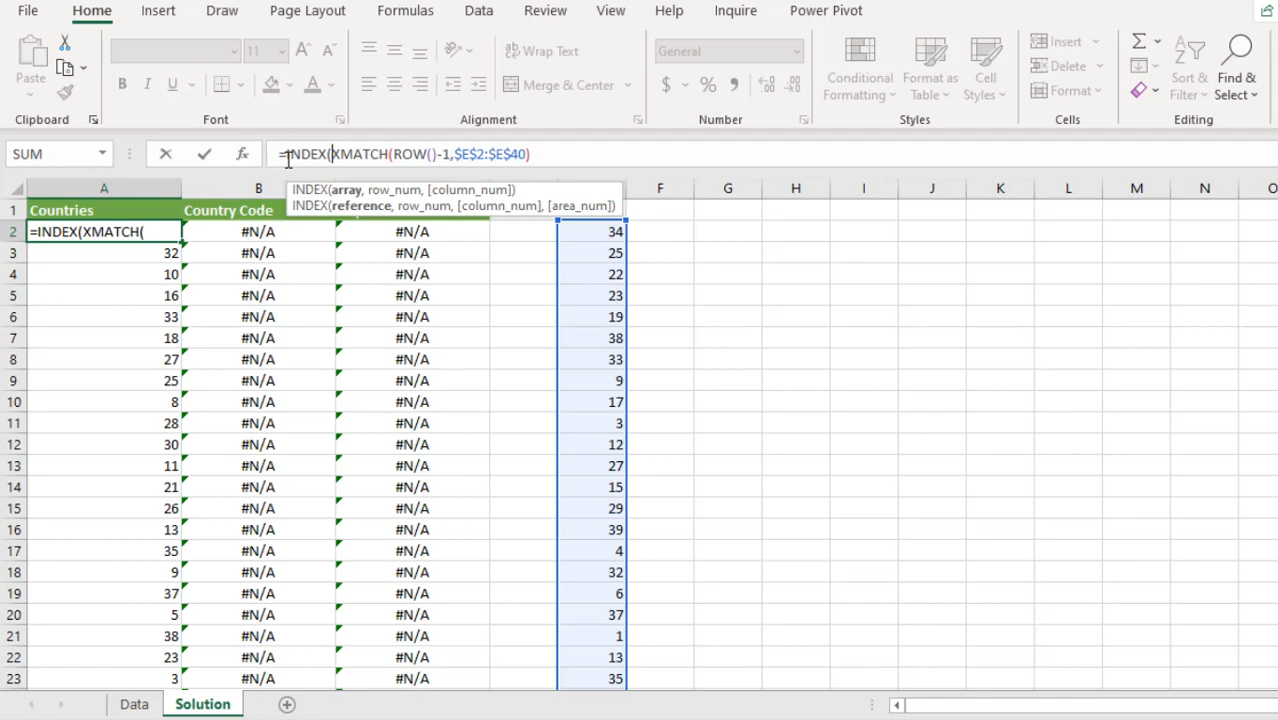 File Home Insert Draw Page Layout Formulas Data Review View Help Inquire Power Pivot
Paste
Clipboard
11
B I U A
Font
Wrap Text
Merge & Center
Alignment
General
$ % ,
Number
Conditional Formatting
Format as Table
Cell Styles
Styles
Insert
Delete
Format
Cells
Sort & Filter
Find & Select
Editing
SUM fx =INDEX(XMATCH(ROW()-1,$E$2:$E$40)
INDEX(array, row_num, [column_num])
INDEX(reference, row_num, [column_num], [area_num])
A B F G H I J K L M N O
1 Countries Country Code
2 =INDEX(XMATCH( #N/A #N/A 34
3 32 #N/A #N/A 25
4 10 #N/A #N/A 22
5 16 #N/A #N/A 23
6 33 #N/A #N/A 19
7 18 #N/A #N/A 38
8 27 #N/A #N/A 33
9 25 #N/A #N/A 9
10 8 #N/A #N/A 17
11 28 #N/A #N/A 3
12 30 #N/A #N/A 12
13 11 #N/A #N/A 27
14 21 #N/A #N/A 15
15 26 #N/A #N/A 29
16 13 #N/A #N/A 39
17 35 #N/A #N/A 4
18 9 #N/A #N/A 32
19 37 #N/A #N/A 6
20 5 #N/A #N/A 37
21 38 #N/A #N/A 1
22 23 #N/A #N/A 13
23 3 #N/A #N/A 35
Data Solution